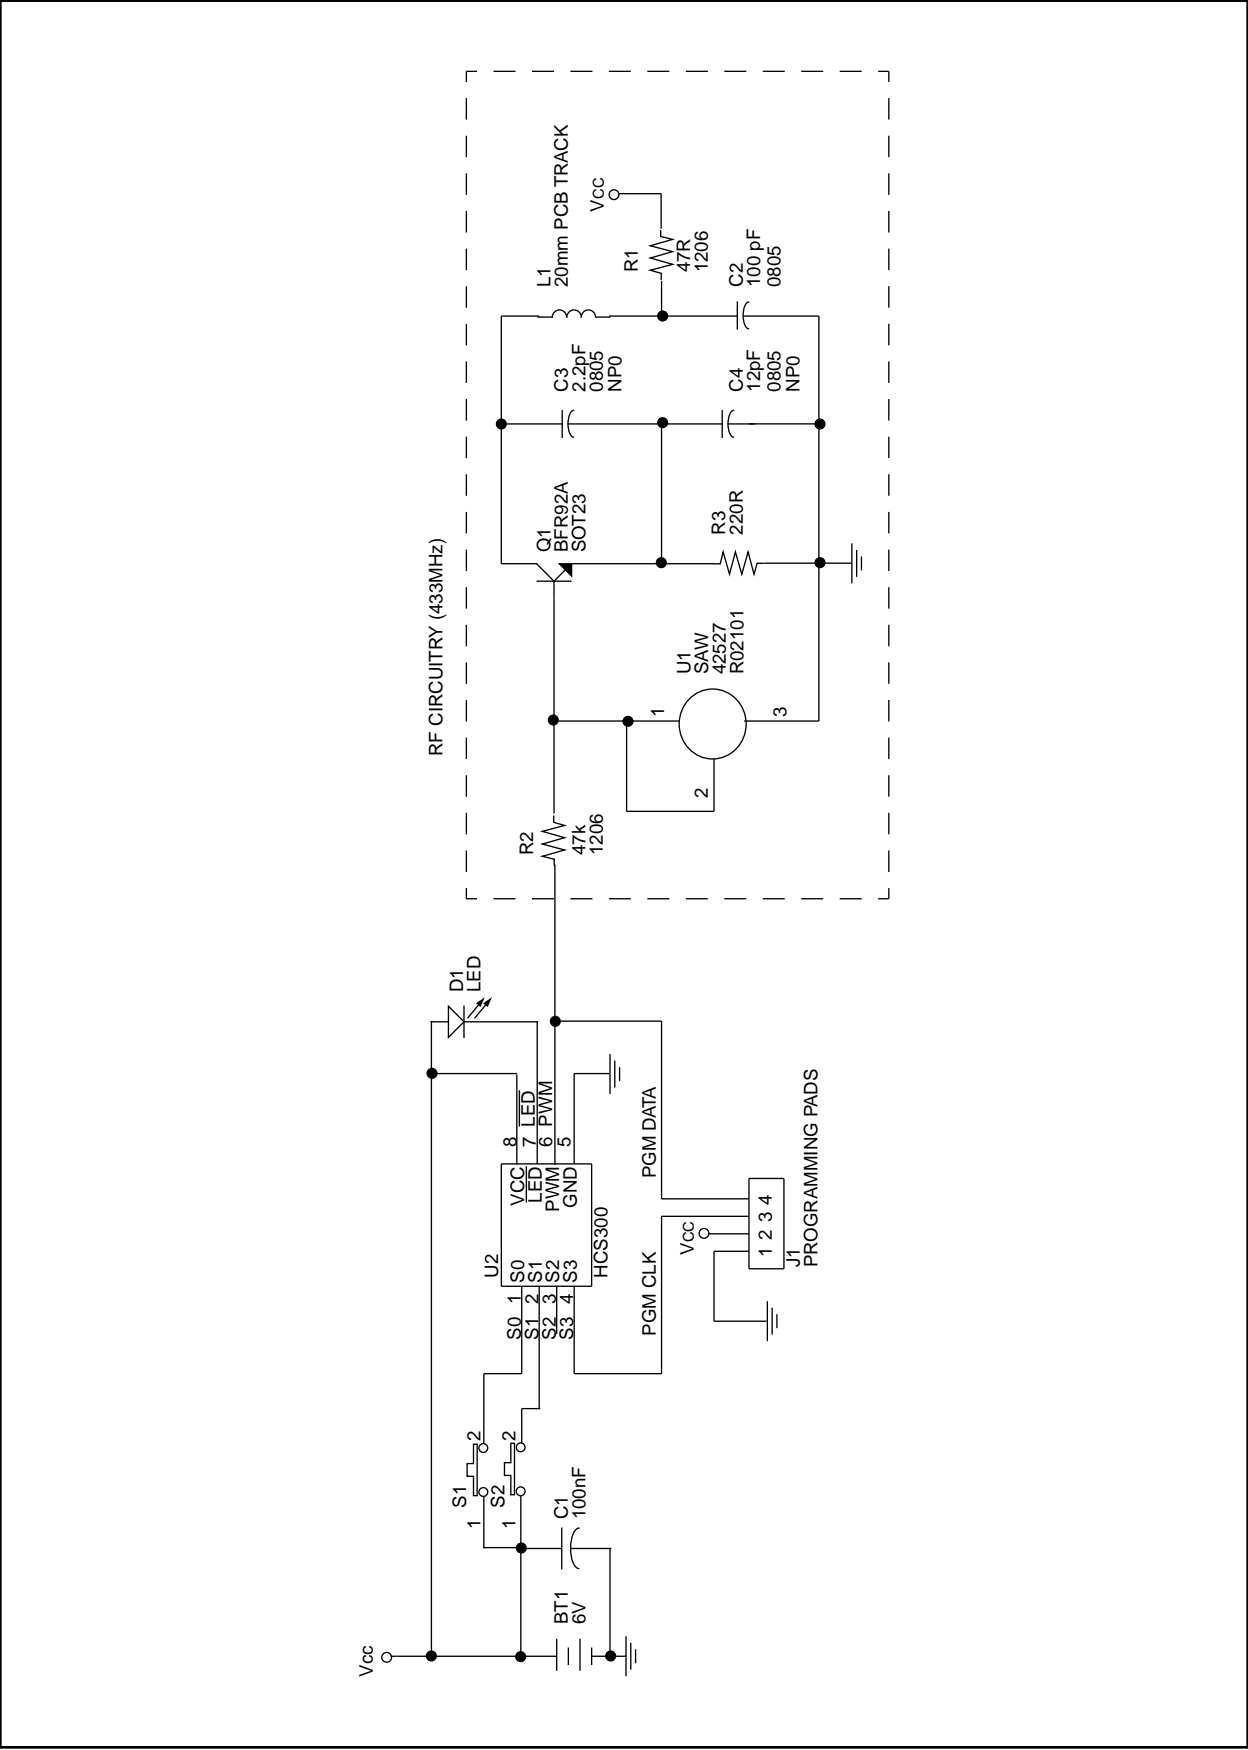 RF CIRCUITRY (433MHz)
L1
20mm PCB TRACK
Vcc
R1
47R
1206
C2
100 pF
0805
C3
2.2pF
0805
NP0
C4
12pF
0805
NP0
Q1
BFR92A
SOT23
R3
220R
U1
SAW
42527
R02101
1
2
3
R2
47k
1206
D1
LED
8
7
6
5
LED
PWM
VCC
LED
PWM
GND
U2
HCS300
S0
S1
S2
S3
1
2
3
4
S0
S1
S2
S3
PGM DATA
PGM CLK
Vcc
1 2 3 4
J1
PROGRAMMING PADS
S1
1
2
S2
1
2
C1
100nF
BT1
6V
Vcc